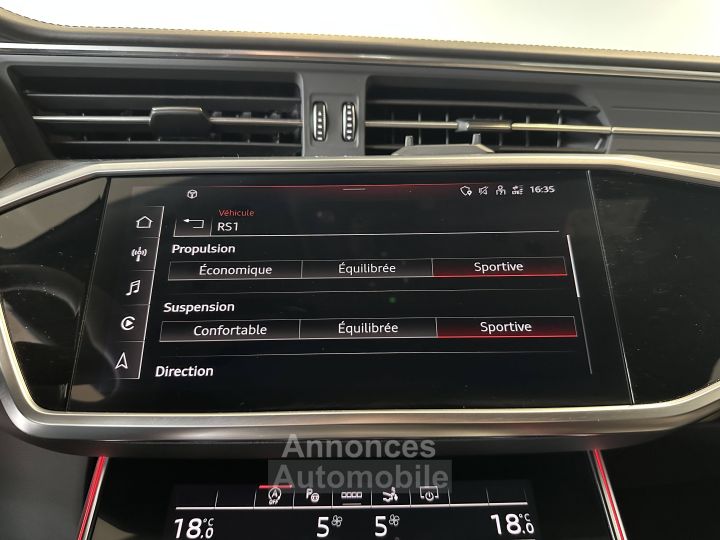 16:35
Véhicule
RS1
Propulsion
Économique Équilibrée Sportive
Suspension
Confortable Équilibrée Sportive
Direction
Annonces
Automobile
OFF
18.0°C 5 5 18.0°C